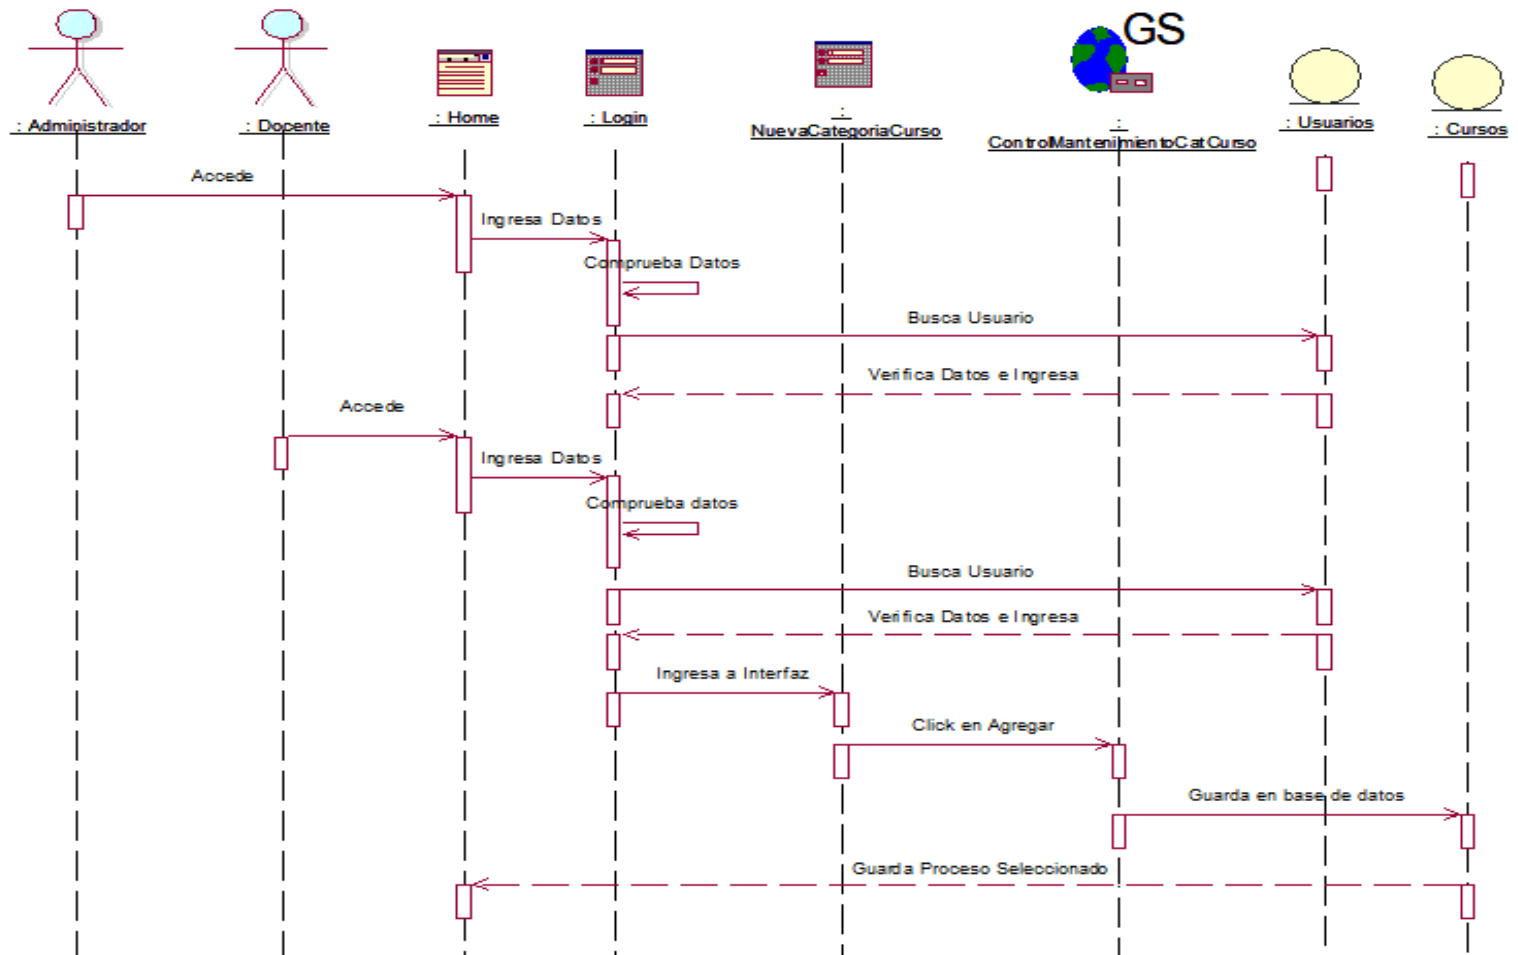 GS
: Administrador
: Docente
: Home
: Login
:
NuevaCategoriaCurso
:
ControlMantenimientoCatCurso
: Usuarios
: Cursos
Accede
Ingresa Datos
Comprueba Datos
Busca Usuario
Verifica Datos e Ingresa
Accede
Ingresa Datos
Comprueba datos
Busca Usuario
Verifica Datos e Ingresa
Ingresa a Interfaz
Click en Agregar
Guarda en base de datos
Guarda Proceso Seleccionado